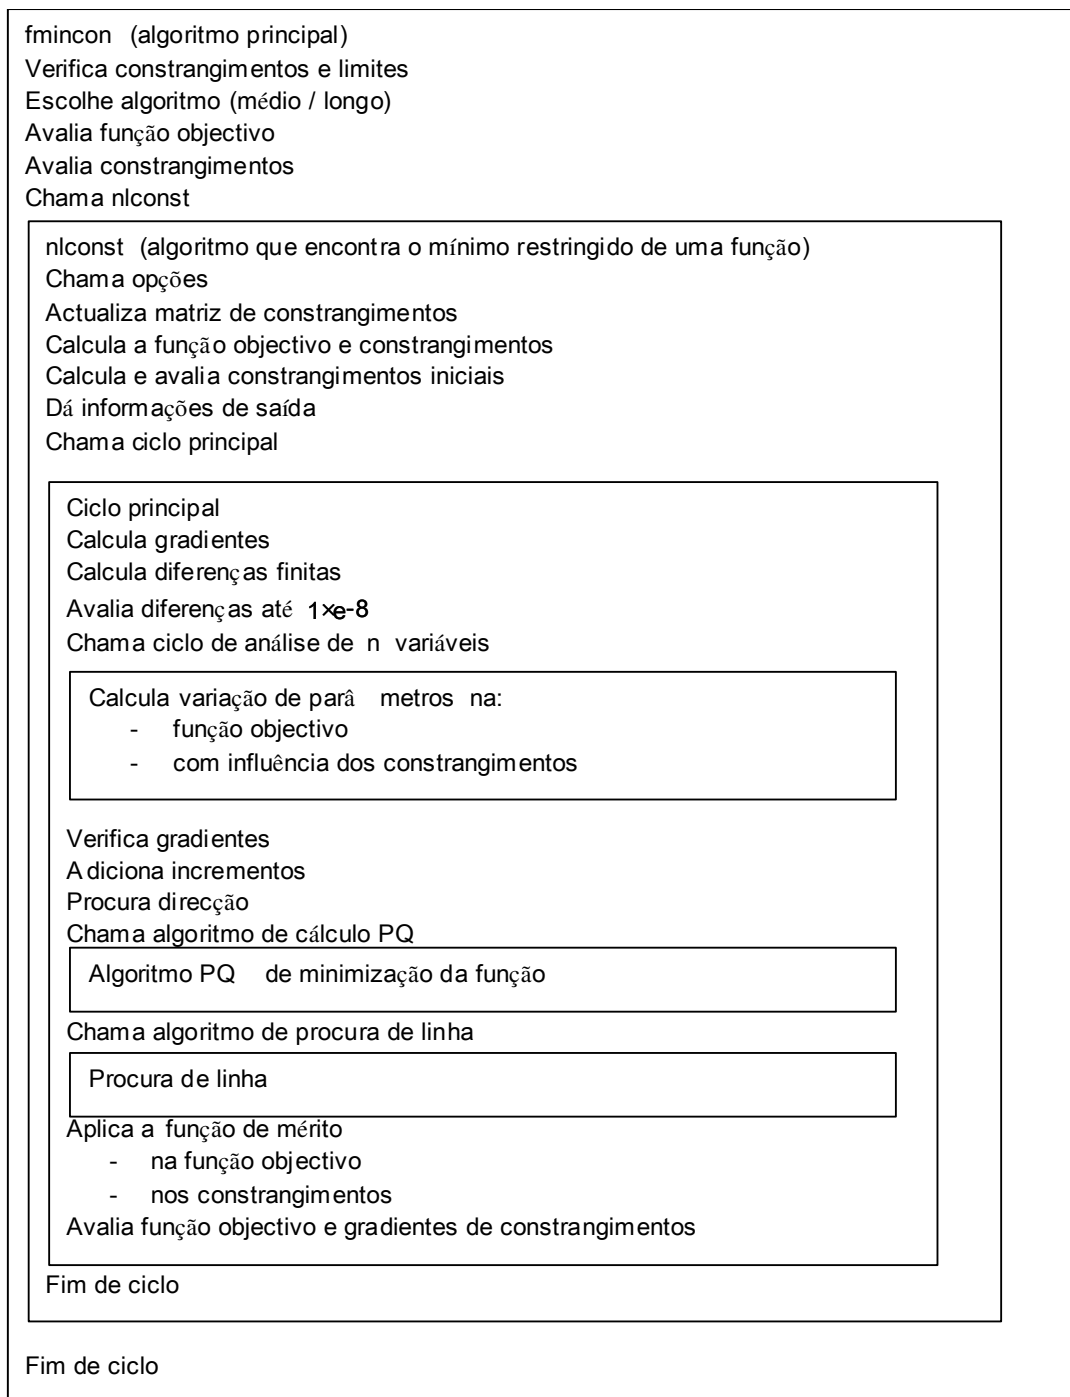 fmincon (algoritmo principal)
Verifica constrangimentos e limites
Escolhe algoritmo (médio / longo)
Avalia função objectivo
Avalia constrangimentos
Chama nlconst
nlconst (algoritmo que encontra o mínimo restringido de uma função)
Chama opções
Actualiza matriz de constrangimentos
Calcula a função objectivo e constrangimentos
Calcula e avalia constrangimentos iniciais
Dá informações de saída
Chama ciclo principal
Ciclo principal
Calcula gradientes
Calcula diferenças finitas
Avalia diferenças até 1×e-8
Chama ciclo de análise de n variáveis
Calcula variação de parâ metros na:
- função objectivo
- com influência dos constrangimentos
Verifica gradientes
Adiciona incrementos
Procura direcção
Chama algoritmo de cálculo PQ
Algoritmo PQ de minimização da função
Chama algoritmo de procura de linha
Procura de linha
Aplica a função de mérito
- na função objectivo
- nos constrangimentos
Avalia função objectivo e gradientes de constrangimentos
Fim de ciclo
Fim de ciclo